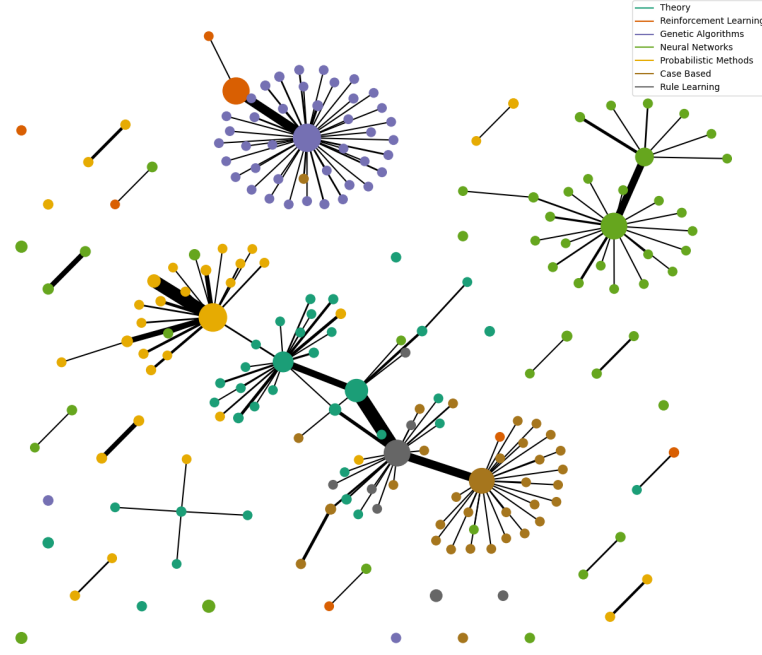 Theory
Reinforcement Learning
Genetic Algorithms
Neural Networks
Probabilistic Methods
Case Based
Rule Learning